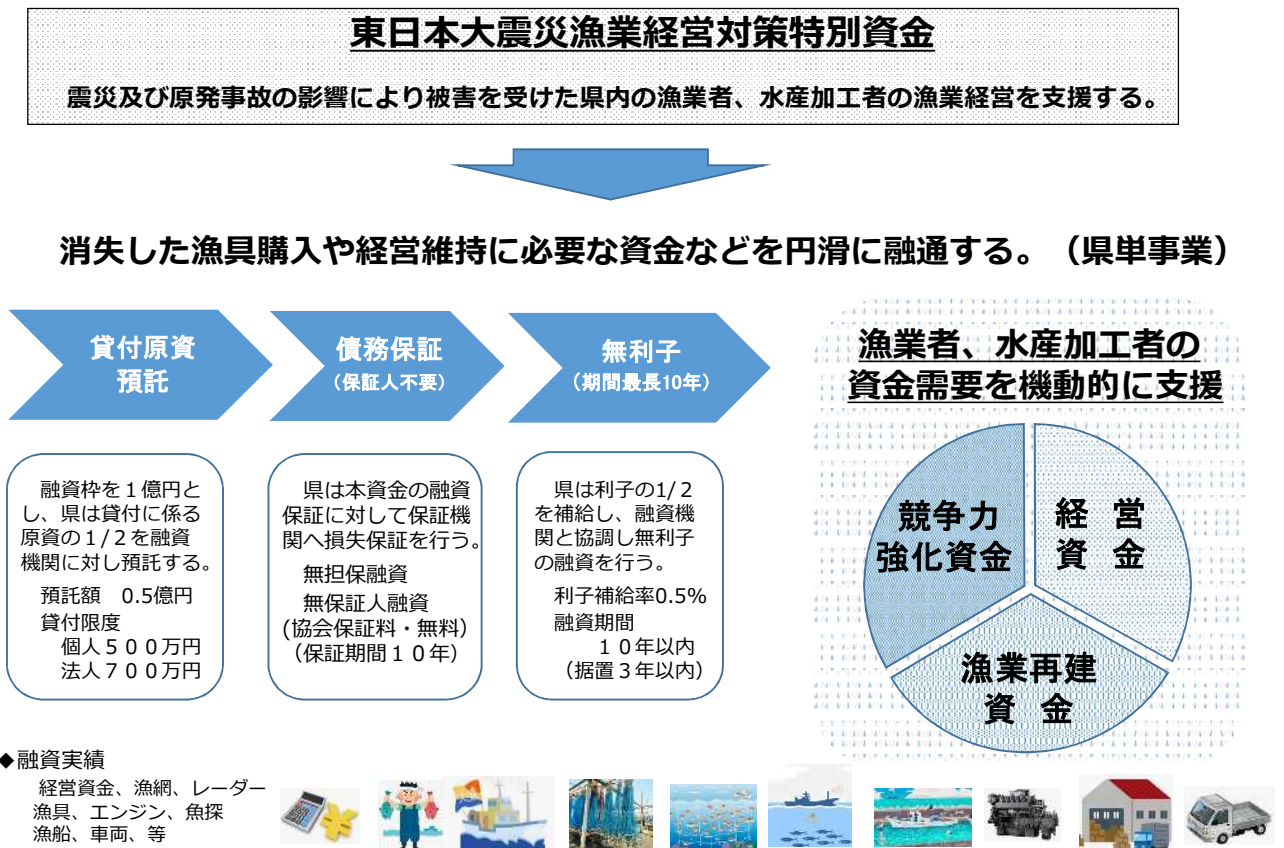 東日本大震災漁業経営対策特別資金
震災及び原発事故の影響により被害を受けた県内の漁業者、水産加工者の漁業経営を支援する。
消失した漁具購入や経営維持に必要な資金などを円滑に融通する。（県単事業）
貸付原資
預託
債務保証
（保証人不要）
無利子
（期間最長10年）
漁業者、水産加工者の
資金需要を機動的に支援
融資枠を１億円と
し、県は貸付に係る
原資の１/２を融資
機関に対し預託する。
預託額　0.5億円
貸付限度
個人５００万円
法人７００万円
県は本資金の融資
保証に対して保証機
関へ損失保証を行う。
無担保融資
無保証人融資
(協会保証料・無料）
（保証期間１０年）
県は利子の1/２
を補給し、融資機
関と協調し無利子
の融資を行う。
利子補給率0.5%
融資期間
１０年以内
（据置３年以内）
競争力
強化資金
経　営
資　金
漁業再建
資　金
◆融資実績
経営資金、漁網、レーダー
漁具、エンジン、魚探
漁船、車両、等